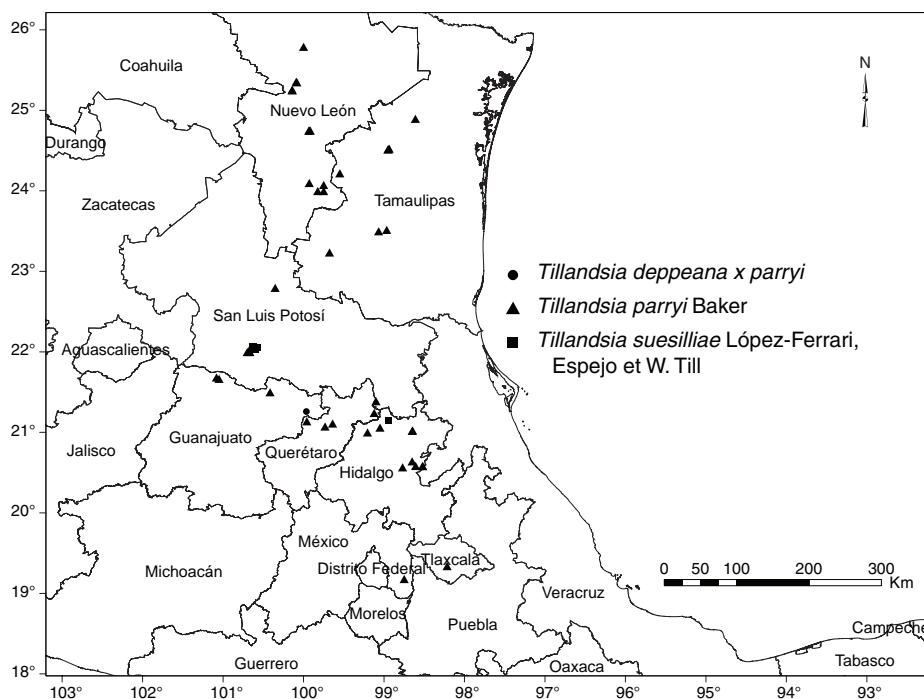 26°
25°
24°
23°
22°
21°
20°
19°
18°
103°
102°
101°
100°
99°
98°
97°
96°
95°
94°
93°
N
Coahuila
Nuevo León
Durango
Zacatecas
Tamaulipas
San Luis Potosí
Aguascalientes
Jalisco
Guanajuato
Querétaro
Hidalgo
México
Michoacán
Distrito Federal
Tlaxcala
Morelos
Puebla
Veracruz
Guerrero
Oaxaca
Campeche
Tabasco
Tillandsia deppeana x parryi
Tillandsia parryi Baker
Tillandsia suesilliae López-Ferrari,
Espejo et W. Till
0 50 100 200 300
Km